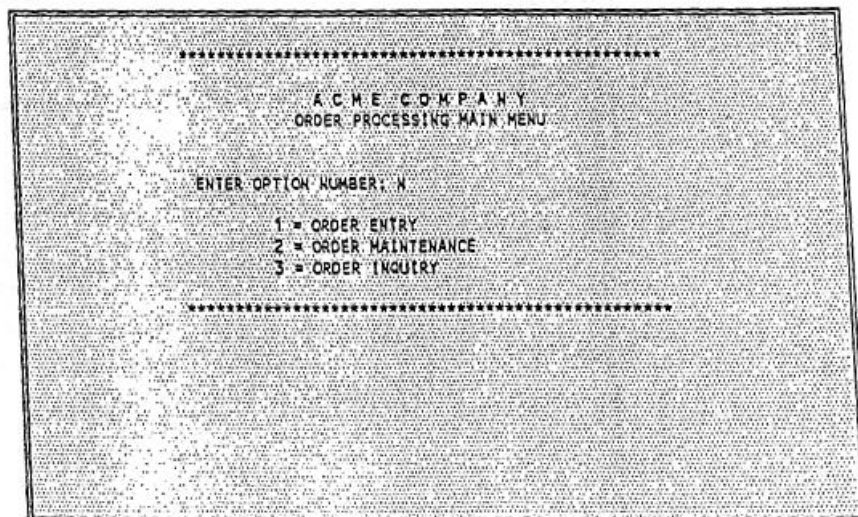 **************************************************
A C M E  C O M P A N Y
ORDER PROCESSING MAIN MENU
ENTER OPTION NUMBER: N
1 = ORDER ENTRY
2 = ORDER MAINTENANCE
3 = ORDER INQUIRY
**************************************************